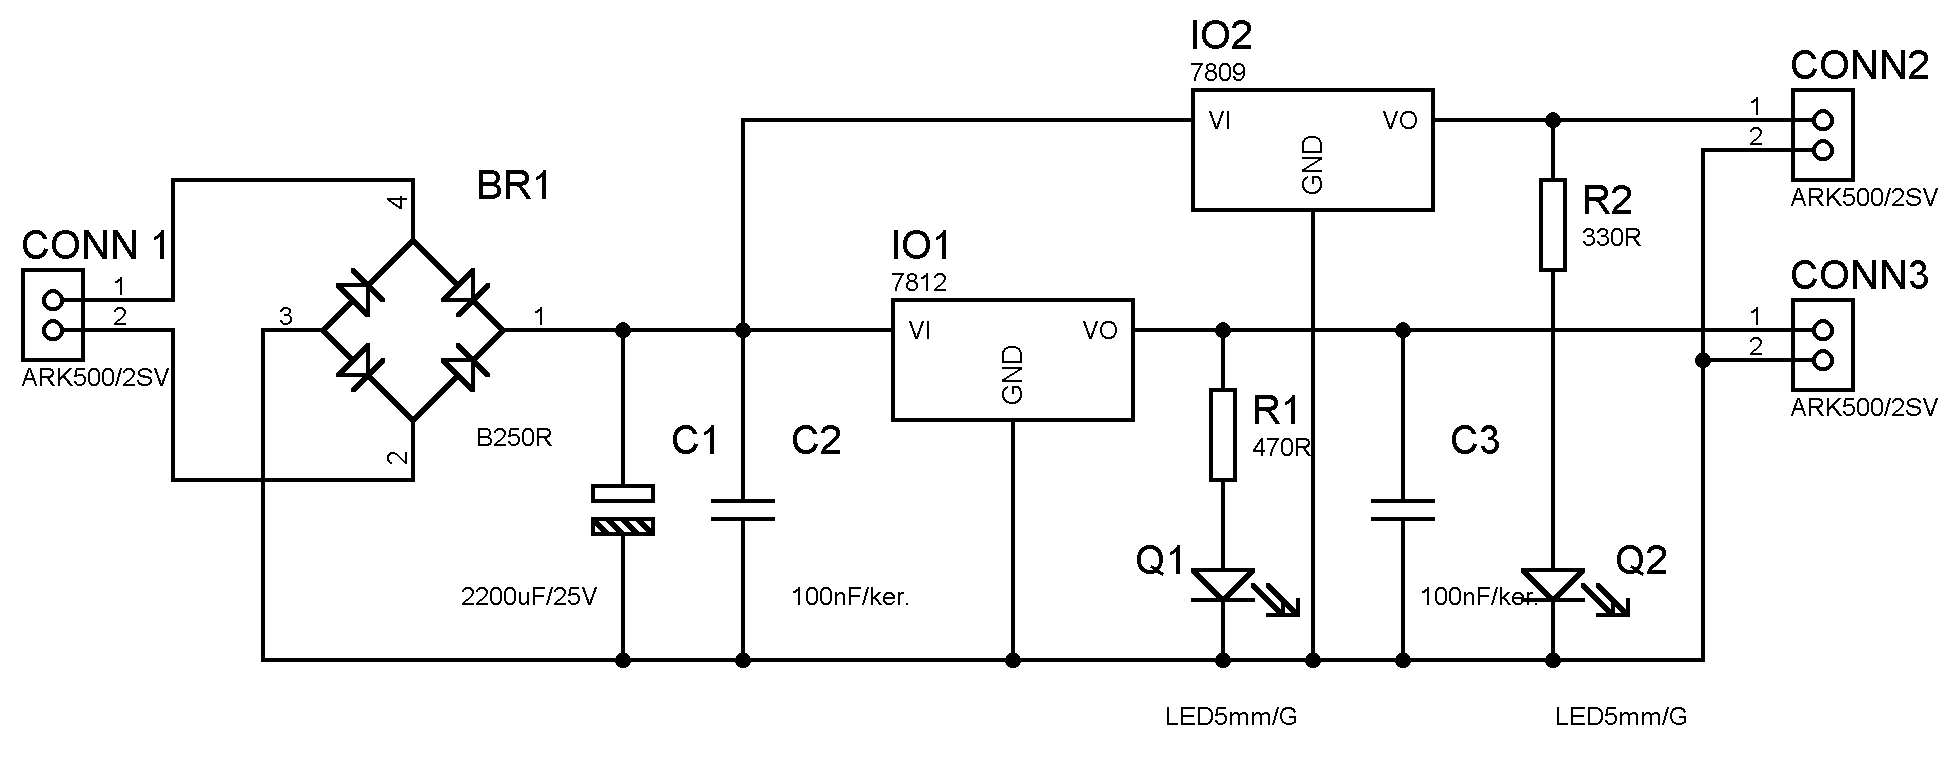 IO2
7809
VI
VO
GND
CONN2
1
2
ARK500/2SV
R2
330R
BR1
4
CONN 1
1
2
ARK500/2SV
3
1
2
B250R
IO1
7812
VI
VO
GND
CONN3
1
2
ARK500/2SV
R1
470R
C1
2200uF/25V
C2
100nF/ker.
C3
100nF/ker.
Q1
LED5mm/G
Q2
LED5mm/G